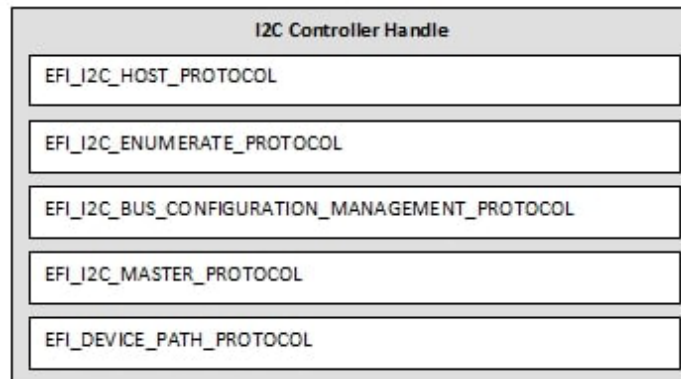 I2C Controller Handle
EFI_I2C_HOST_PROTOCOL
EFI_I2C_ENUMERATE_PROTOCOL
EFI_I2C_BUS_CONFIGURATION_MANAGEMENT_PROTOCOL
EFI_I2C_MASTER_PROTOCOL
EFI_DEVICE_PATH_PROTOCOL